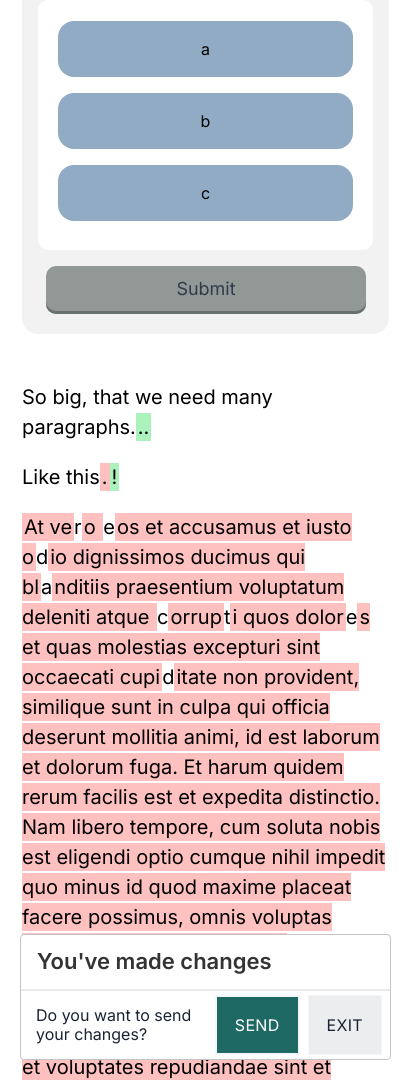 a
b
c
Submit
So big, that we need many
paragraphs...
Like this.!
At vero eos et accusamus et iusto
odio dignissimos ducimus qui
blanditiis praesentium voluptatum
deleniti atque corrupti quos dolores
et quas molestias excepturi sint
occaecati cupiditate non provident,
similique sunt in culpa qui officia
deserunt mollitia animi, id est laborum
et dolorum fuga. Et harum quidem
rerum facilis est et expedita distinctio.
Nam libero tempore, cum soluta nobis
est eligendi optio cumque nihil impedit
quo minus id quod maxime placeat
facere possimus, omnis voluptas
You've made changes
Do you want to send
your changes?
SEND
EXIT
et voluptates repudiandae sint et